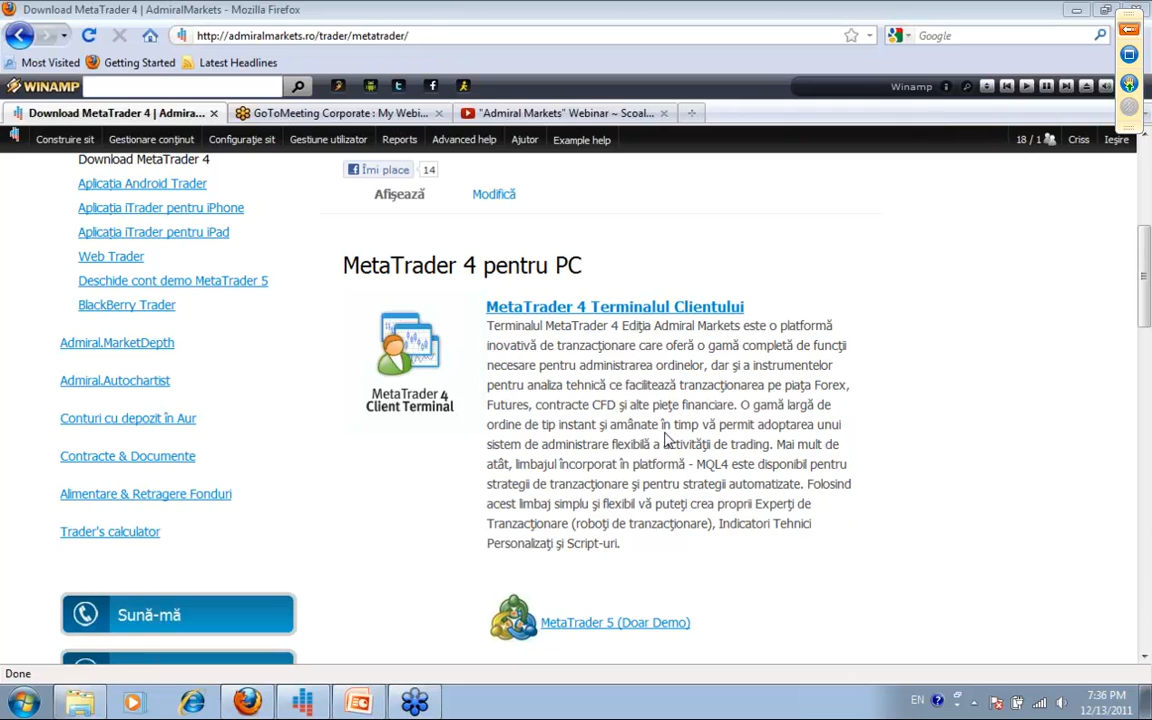 Download MetaTrader 4 | AdmiralMarkets - Mozilla Firefox
http://admiralmarkets.ro/trader/metatrader/
Google
Most Visited
Getting Started
Latest Headlines
WINAMP
Winamp
Download MetaTrader 4 | Admira...
GoToMeeting Corporate : My Webi...
"Admiral Markets" Webinar ~ Scoal...
Construire sit
Gestionare conţinut
Configuraţie sit
Gestiune utilizator
Reports
Advanced help
Ajutor
Example help
18 / 1
Criss
Ieşire
Download MetaTrader 4
Aplicaţia Android Trader
Aplicaţia iTrader pentru iPhone
Aplicaţia iTrader pentru iPad
Web Trader
Deschide cont demo MetaTrader 5
BlackBerry Trader
Admiral.MarketDepth
Admiral.Autochartist
Conturi cu depozit în Aur
Contracte & Documente
Alimentare & Retragere Fonduri
Trader's calculator
Sună-mă
Îmi place
14
Afişează
Modifică
MetaTrader 4 pentru PC
MetaTrader 4
Client Terminal
MetaTrader 4 Terminalul Clientului
Terminalul MetaTrader 4 Ediţia Admiral Markets este o platformă
inovativă de tranzacţionare care oferă o gamă completă de funcţii
necesare pentru administrarea ordinelor, dar şi a instrumentelor
pentru analiza tehnică ce facilitează tranzacţionarea pe piaţa Forex,
Futures, contracte CFD şi alte pieţe financiare. O gamă largă de
ordine de tip instant şi amânate în timp vă permit adoptarea unui
sistem de administrare flexibilă a activităţii de trading. Mai mult de
atât, limbajul încorporat în platformă - MQL4 este disponibil pentru
strategii de tranzacţionare şi pentru strategii automatizate. Folosind
acest limbaj simplu şi flexibil vă puteţi crea proprii Experţi de
Tranzacţionare (roboţi de tranzacţionare), Indicatori Tehnici
Personalizaţi şi Script-uri.
MetaTrader 5 (Doar Demo)
Done
EN
7:36 PM
12/13/2011